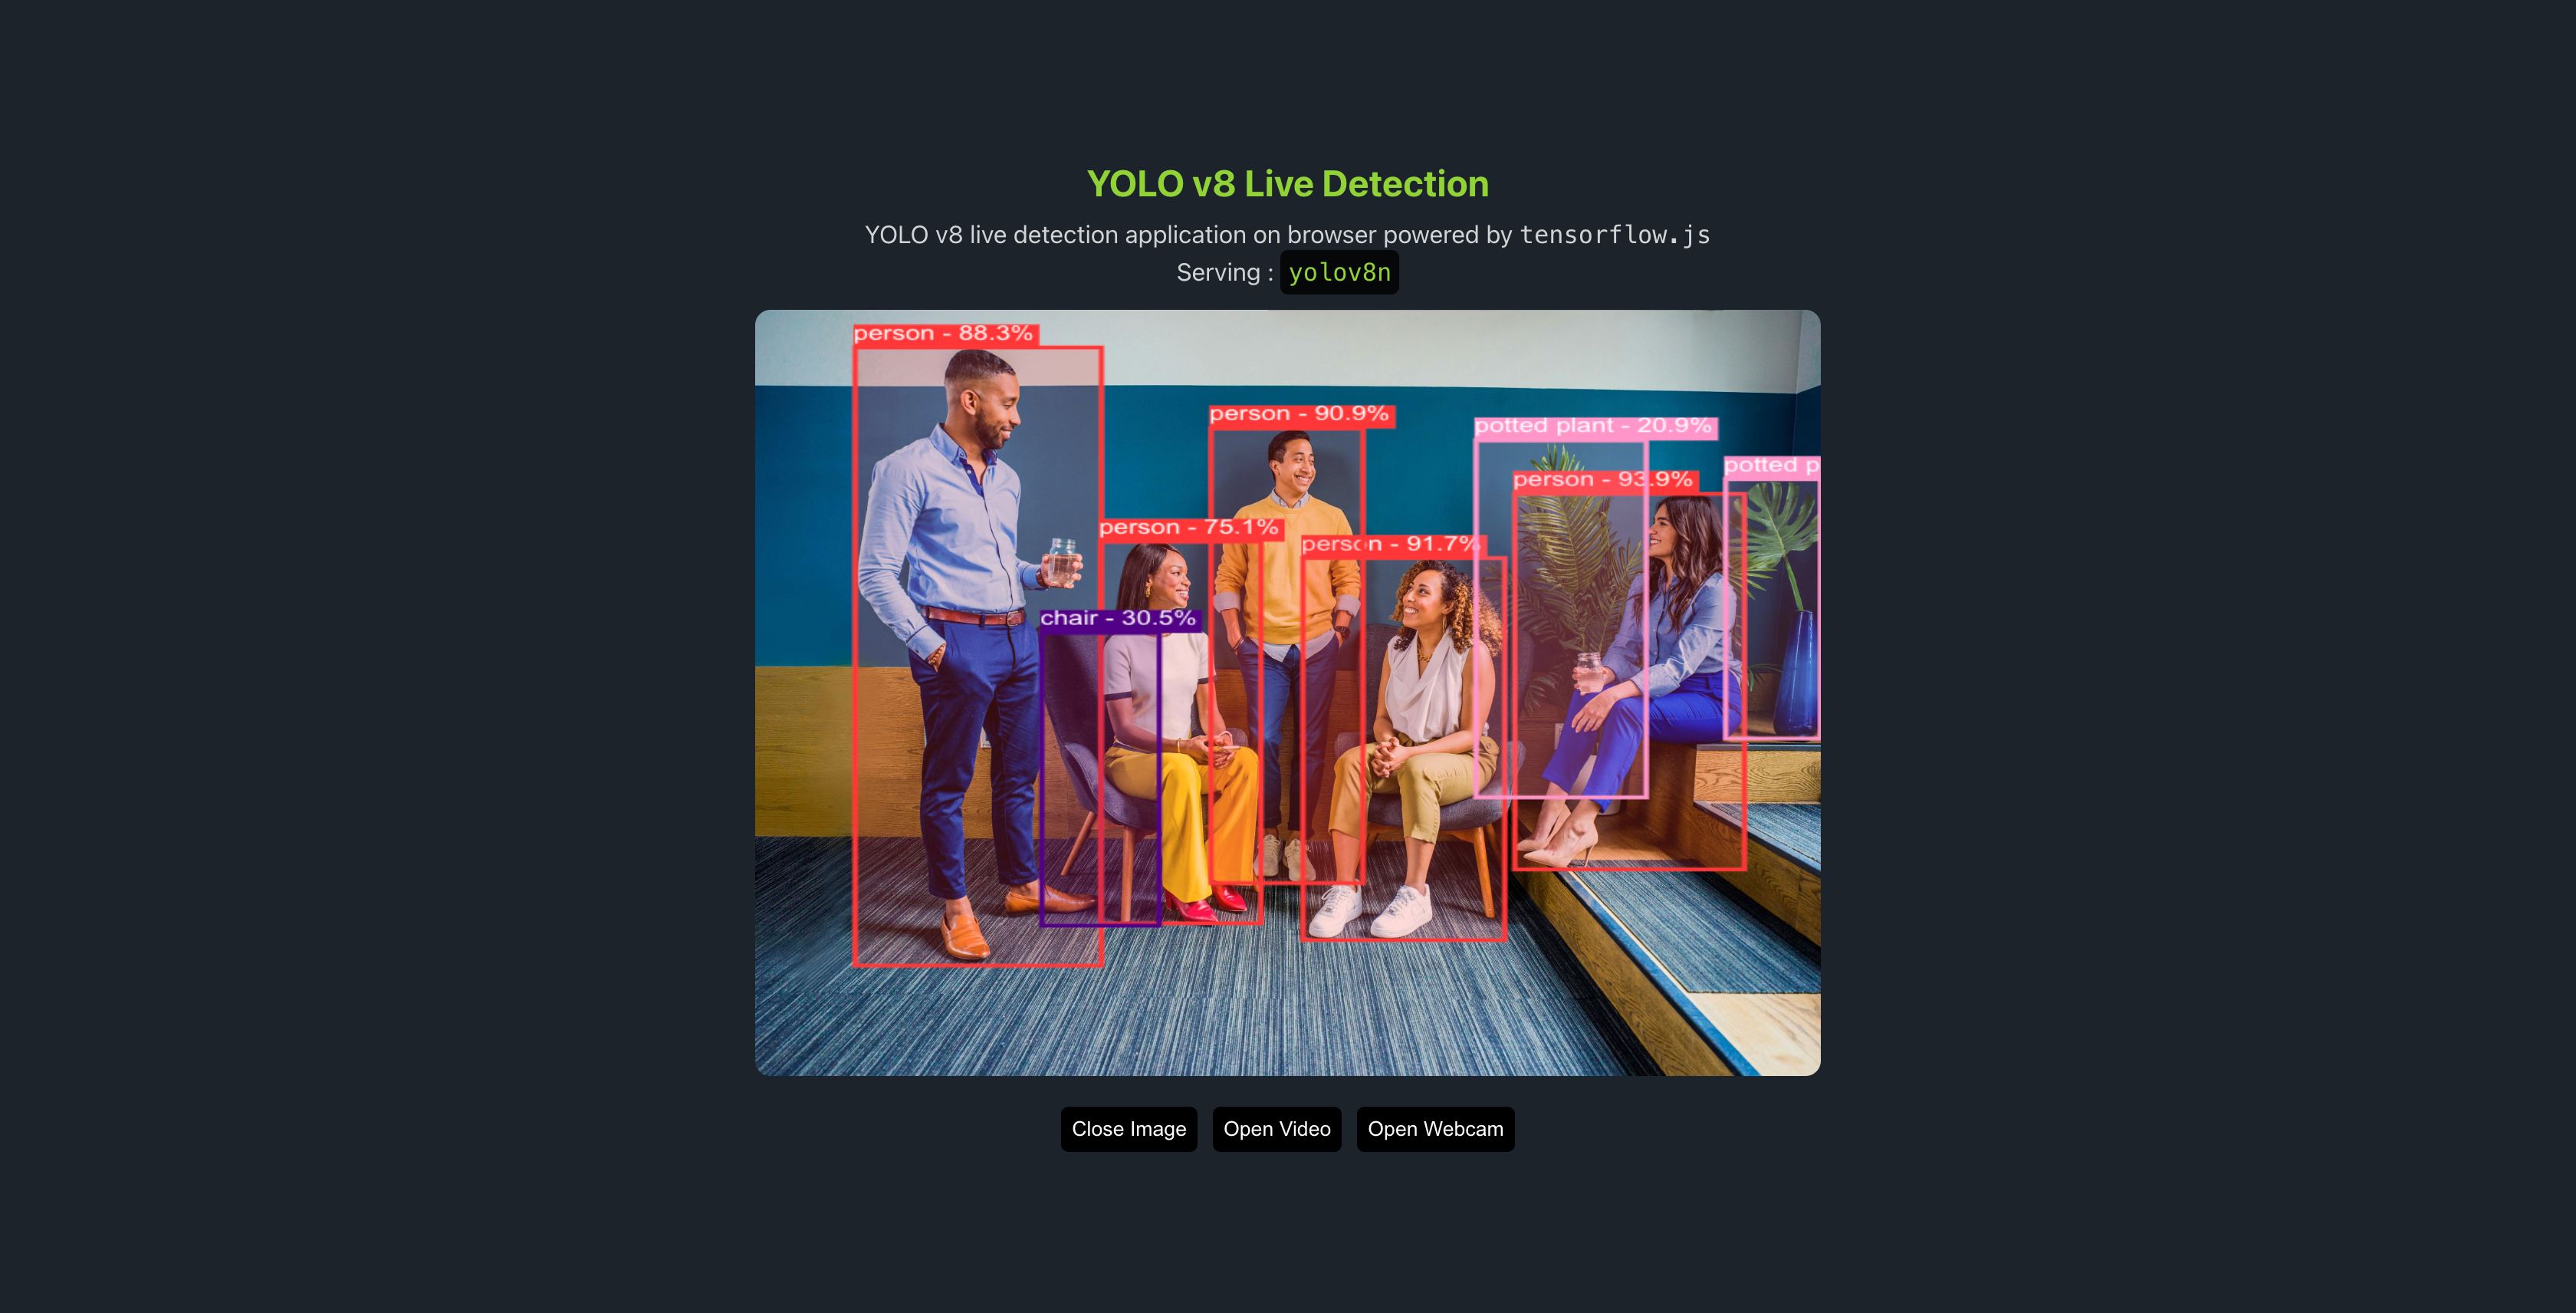 YOLO v8 Live Detection
YOLO v8 live detection application on browser powered by tensorflow.js
Serving : yolov8n
person - 88.3%
person - 90.9%
potted plant - 20.9%
potted p
person - 93.9%
person - 75.1%
person - 91.7%
chair - 30.5%
Close Image
Open Video
Open Webcam